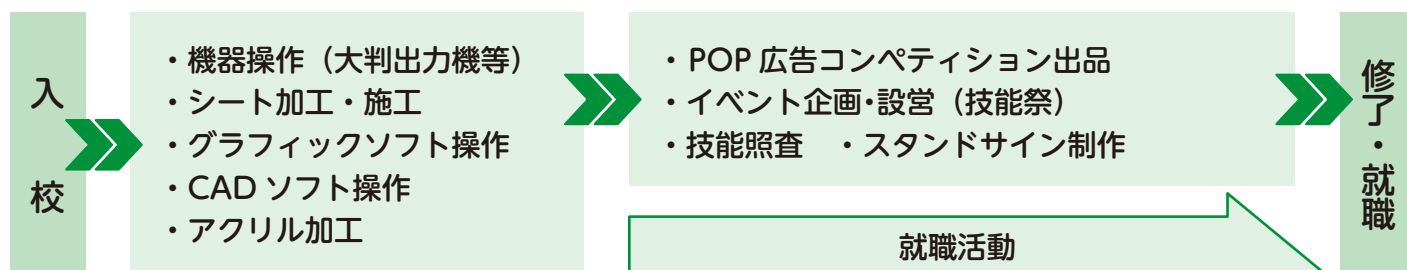 入校
・機器操作（大判出力機等）
・シート加工・施工
・グラフィックソフト操作
・CAD ソフト操作
・アクリル加工
・POP 広告コンペティション出品
・イベント企画・設営（技能祭）
・技能照査　・スタンドサイン制作
就職活動
修了・就職